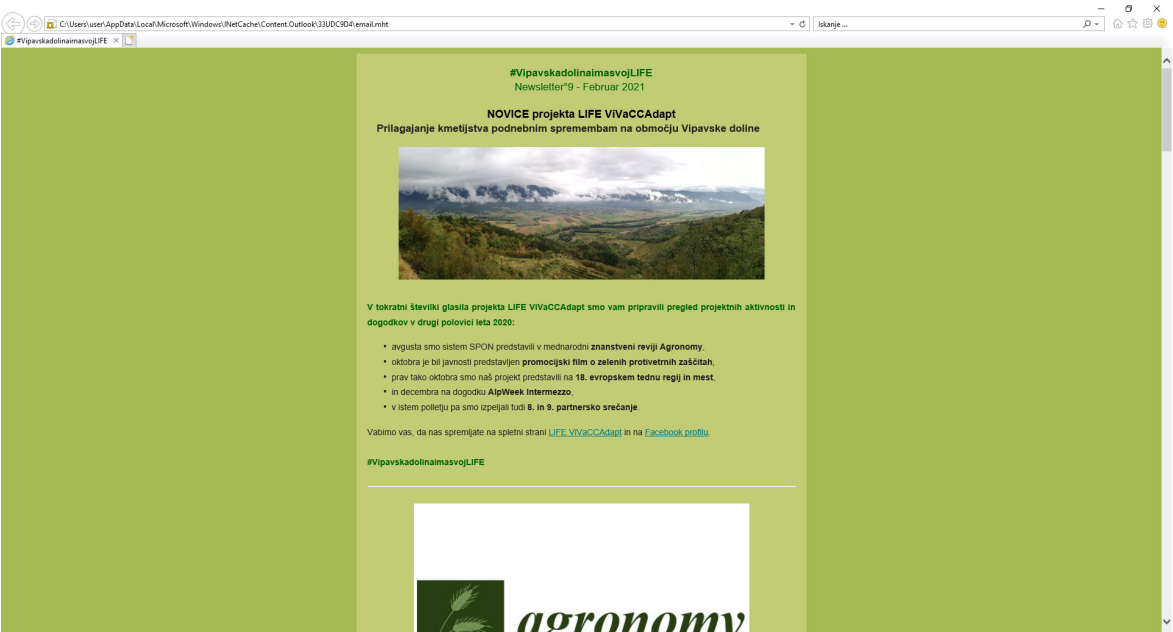 C:\Users\user\AppData\Local\Microsoft\Windows\INetCache\Content.Outlook\33UDC9D4\email.mht
Iskanje ...
#VipavskadolinaimasvojLIFE
#VipavskadolinaimasvojLIFE
Newsletter°9 - Februar 2021
NOVICE projekta LIFE ViVaCCAdapt
Prilagajanje kmetijstva podnebnim spremembam na območju Vipavske doline
V tokratni številki glasila projekta LIFE ViVaCCAdapt smo vam pripravili pregled projektnih aktivnosti in
dogodkov v drugi polovici leta 2020:
• avgusta smo sistem SPON predstavili v mednarodni znanstveni reviji Agronomy,
• oktobra je bil javnosti predstavljen promocijski film o zelenih protivetrnih zaščitah,
• prav tako oktobra smo naš projekt predstavili na 18. evropskem tednu regij in mest,
• in decembra na dogodku AlpWeek Intermezzo,
• v istem polletju pa smo izpeljali tudi 8. in 9. partnersko srečanje.
Vabimo vas, da nas spremljate na spletni strani LIFE ViVaCCAdapt in na Facebook profilu.
#VipavskadolinaimasvojLIFE
agronomy